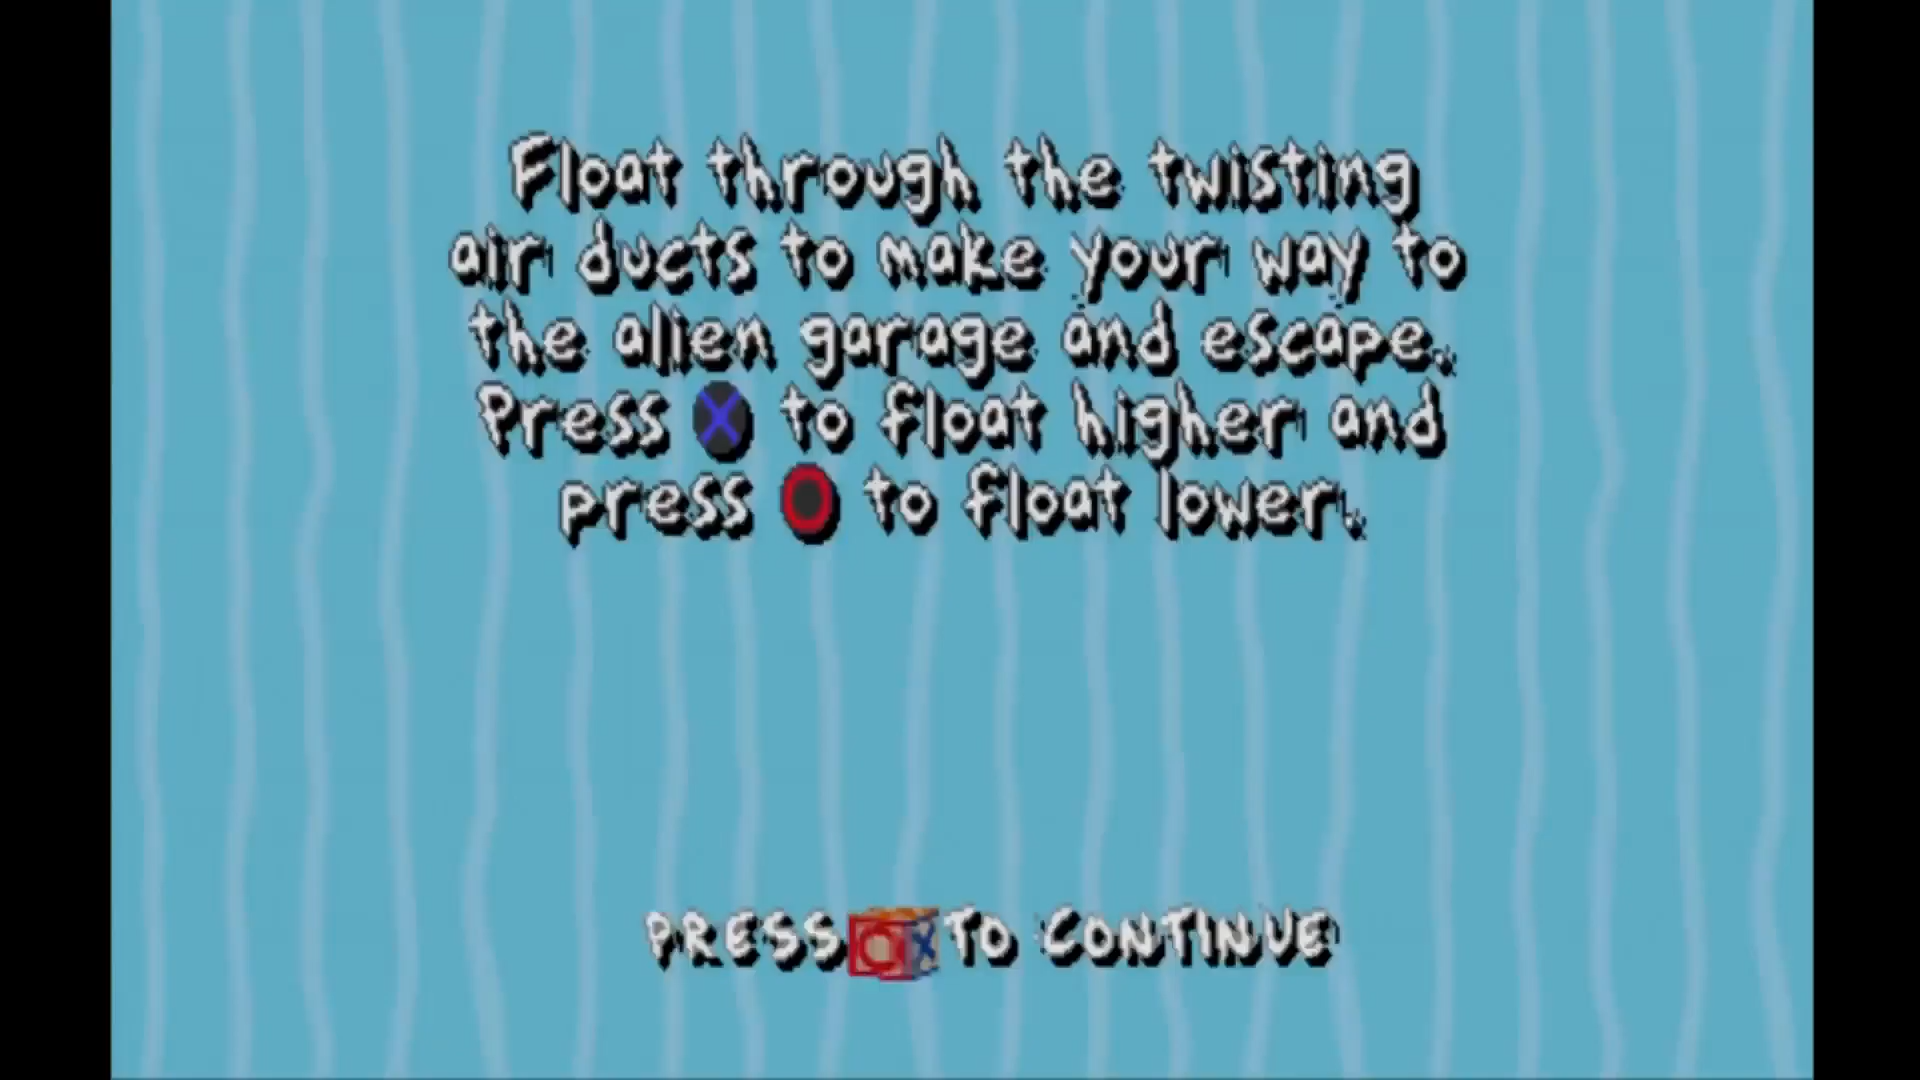 Float through the twisting
air ducts to make your way to
the alien garage and escape.
Press X to float higher and
press O to float lower.
PRESS X TO CONTINUE